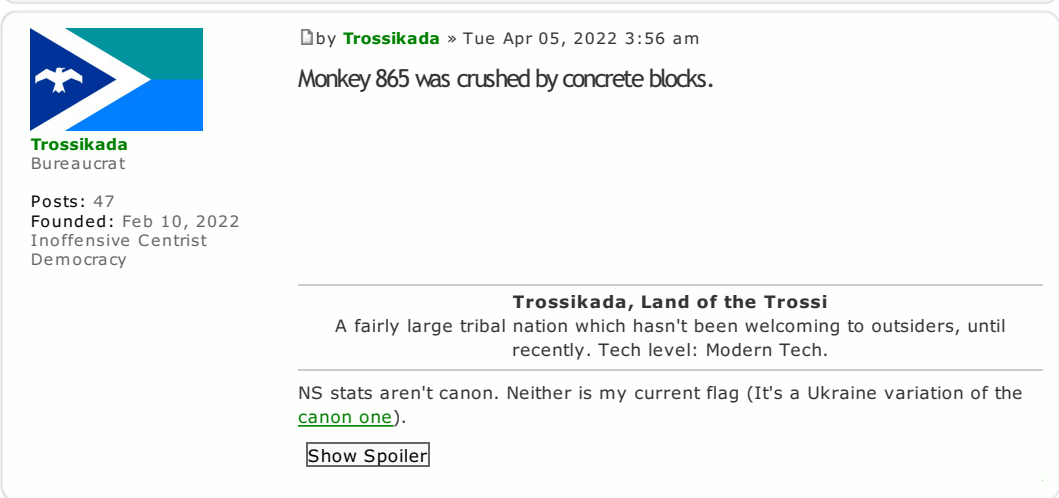 by Trossikada » Tue Apr 05, 2022 3:56 am
Monkey 865 was crushed by concrete blocks.
Trossikada
Bureaucrat
Posts: 47
Founded: Feb 10, 2022
Inoffensive Centrist
Democracy
Trossikada, Land of the Trossi
A fairly large tribal nation which hasn't been welcoming to outsiders, until
recently. Tech level: Modern Tech.
NS stats aren't canon. Neither is my current flag (It's a Ukraine variation of the
canon one).
Show Spoiler